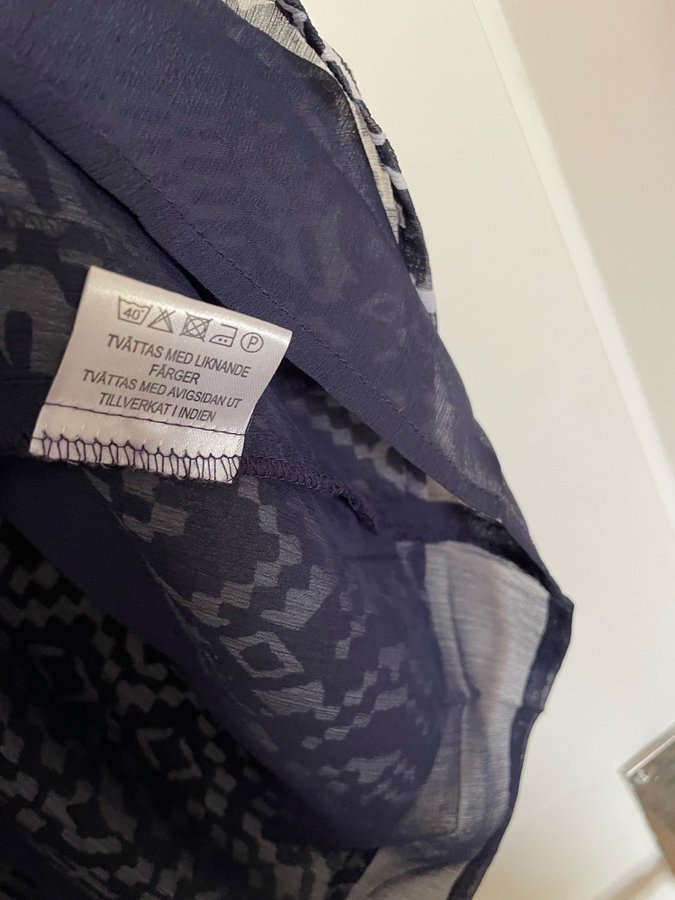 40°
P
TVÄTTAS MED LIKNANDE
FÄRGER
TVÄTTAS MED AVIGSIDAN UT
TILLVERKAT I INDIEN